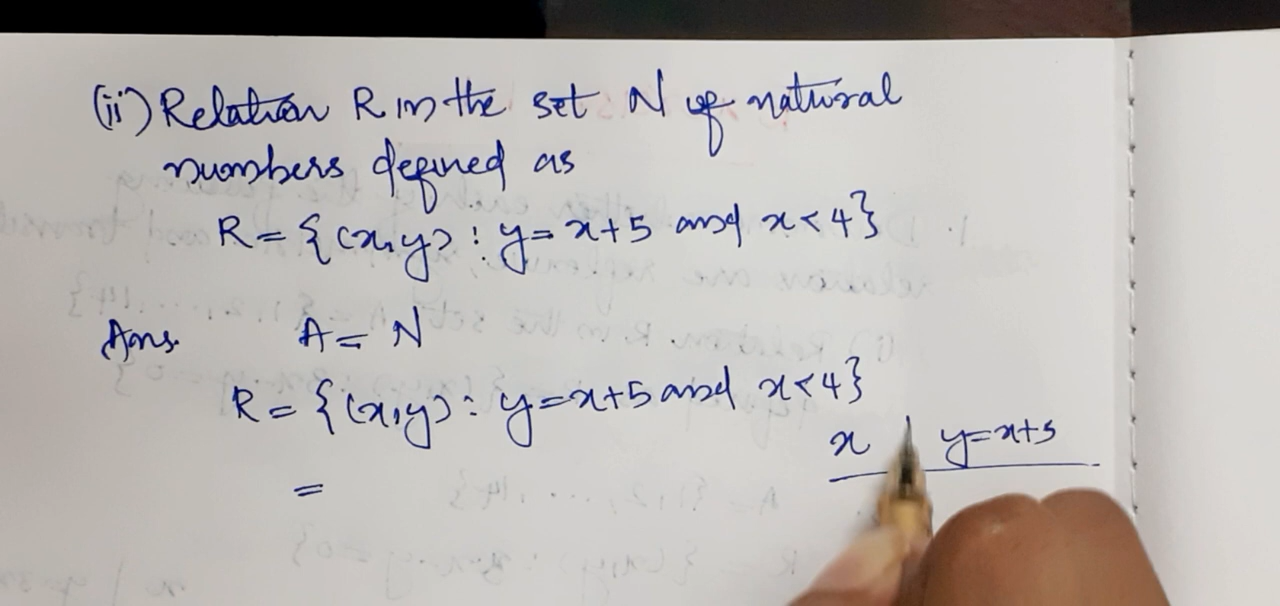 (ii) Relation R in the set N of natural
numbers defined as
R = {(x,y) : y = x+5 and x < 4}
Ans. A = N
R = {(x,y) : y = x+5 and x < 4}
x | y = x+5
=